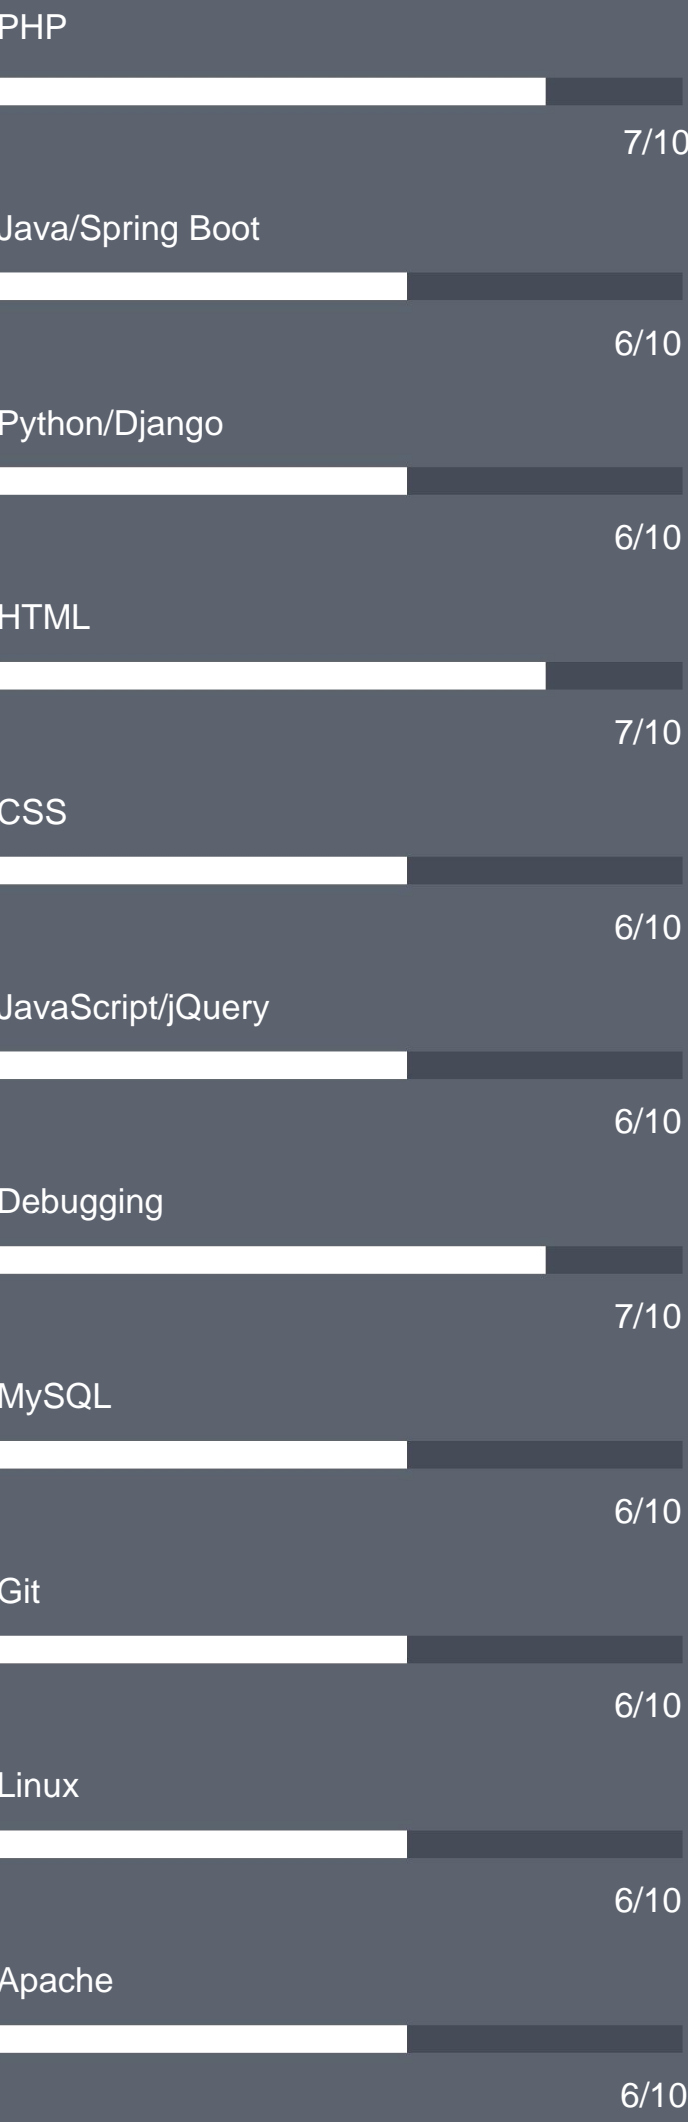 PHP
7/10
Java/Spring Boot
6/10
Python/Django
6/10
HTML
7/10
CSS
6/10
JavaScript/jQuery
6/10
Debugging
7/10
MySQL
6/10
Git
6/10
Linux
6/10
Apache
6/10